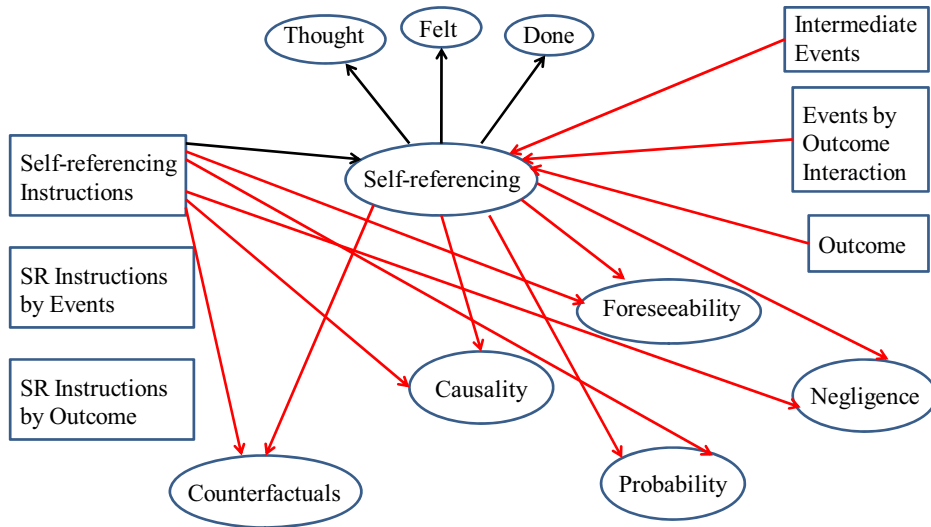 Thought
Felt
Done
Intermediate
Events
Events by
Outcome
Interaction
Self-referencing
Instructions
Self-referencing
Outcome
SR Instructions
by Events
Foreseeability
SR Instructions
by Outcome
Causality
Negligence
Counterfactuals
Probability